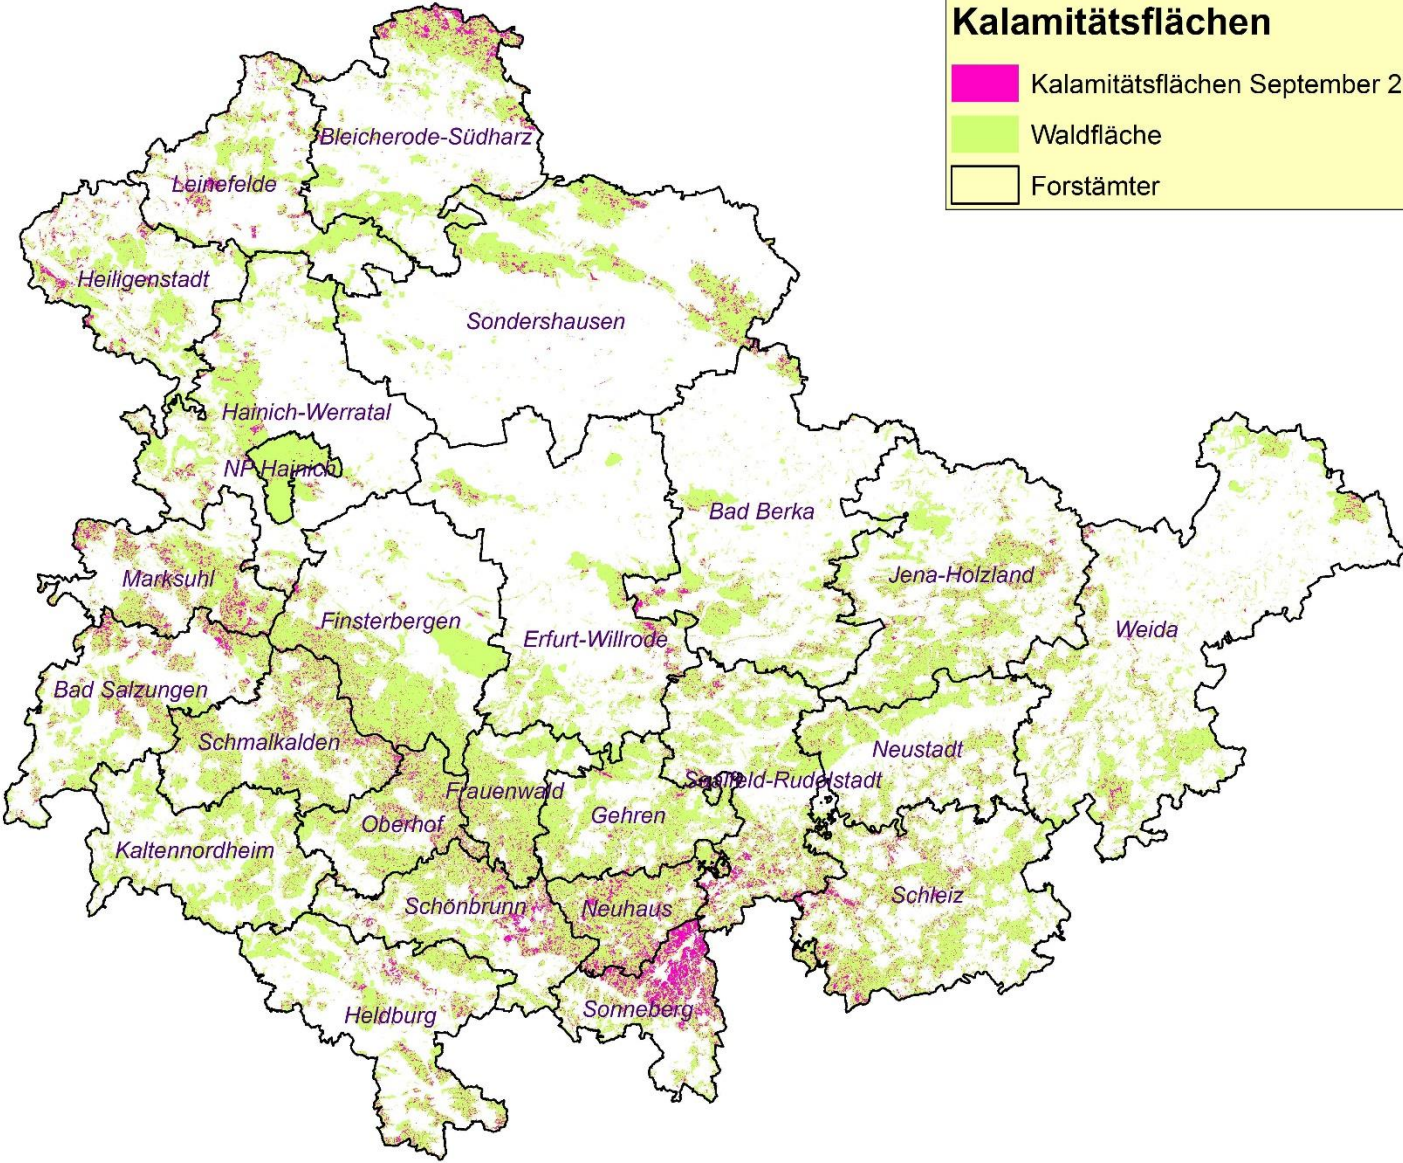 Kalamitätsflächen
Kalamitätsflächen September 2
Waldfläche
Forstämter
Bleicherode-Südharz
Leinefelde
Heiligenstadt
Sondershausen
Hainich-Werratal
NP Hainich
Bad Berka
Marksuhl
Jena-Holzland
Finsterbergen
Erfurt-Willrode
Weida
Bad Salzungen
Schmalkalden
Neustadt
Saalfeld-Rudolstadt
Frauenwald
Gehren
Oberhof
Kaltennordheim
Schleiz
Schönbrunn
Neuhaus
Heldburg
Sonneberg